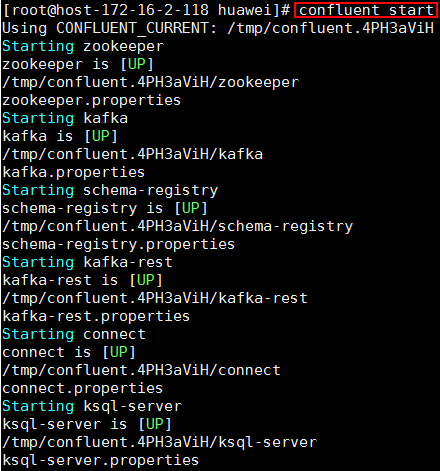 [root@host-172-16-2-118 huawei]# confluent start
Using CONFLUENT_CURRENT: /tmp/confluent.4PH3aViH
Starting zookeeper
zookeeper is [UP]
/tmp/confluent.4PH3aViH/zookeeper
zookeeper.properties
Starting kafka
kafka is [UP]
/tmp/confluent.4PH3aViH/kafka
kafka.properties
Starting schema-registry
schema-registry is [UP]
/tmp/confluent.4PH3aViH/schema-registry
schema-registry.properties
Starting kafka-rest
kafka-rest is [UP]
/tmp/confluent.4PH3aViH/kafka-rest
kafka-rest.properties
Starting connect
connect is [UP]
/tmp/confluent.4PH3aViH/connect
connect.properties
Starting ksql-server
ksql-server is [UP]
/tmp/confluent.4PH3aViH/ksql-server
ksql-server.properties